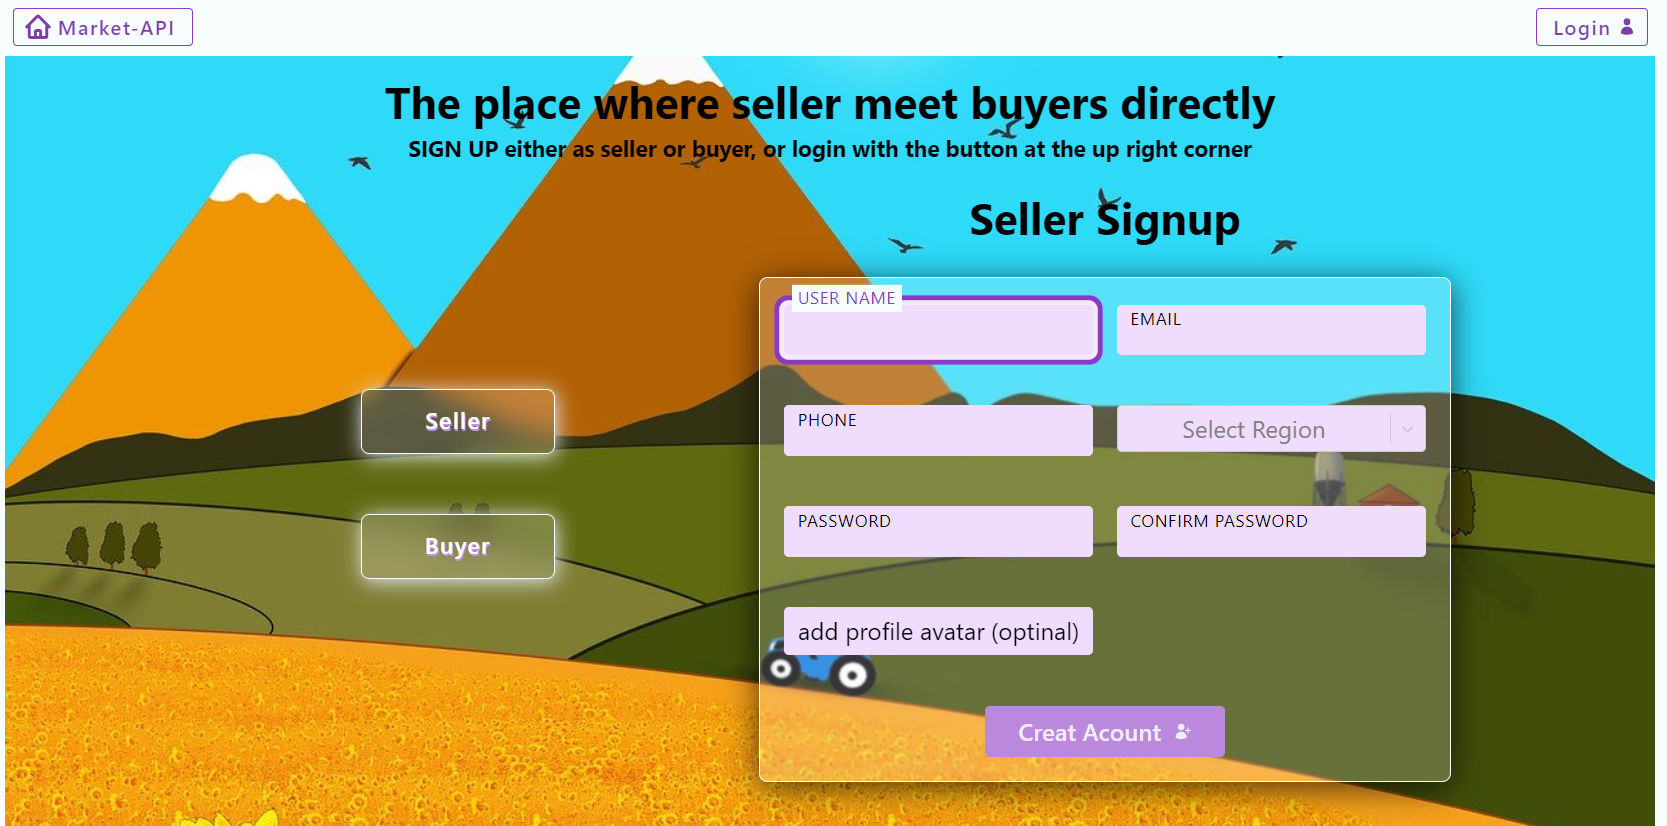 Market-API
Login
The place where seller meet buyers directly
SIGN UP either as seller or buyer, or login with the button at the up right corner
Seller Signup
USER NAME
EMAIL
Seller
PHONE
Select Region
Buyer
PASSWORD
CONFIRM PASSWORD
add profile avatar (optinal)
Creat Acount